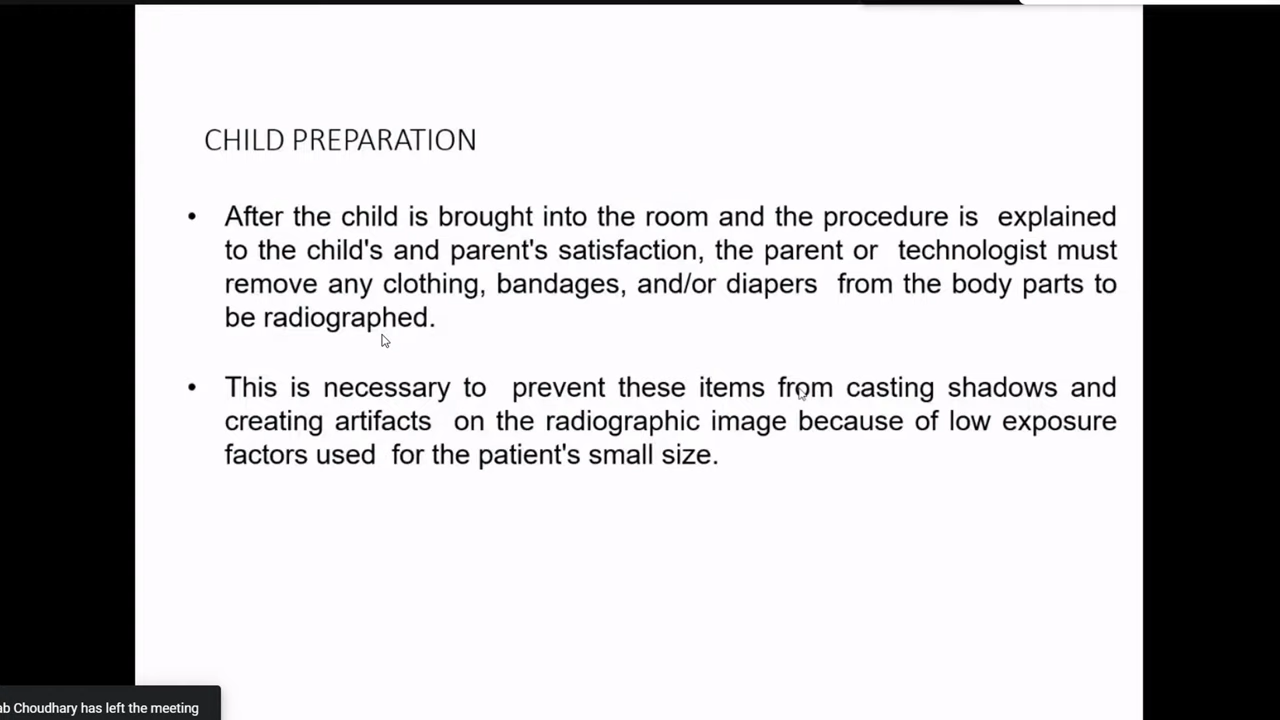 CHILD PREPARATION
• After the child is brought into the room and the procedure is explained
to the child's and parent's satisfaction, the parent or technologist must
remove any clothing, bandages, and/or diapers from the body parts to
be radiographed.
• This is necessary to prevent these items from casting shadows and
creating artifacts on the radiographic image because of low exposure
factors used for the patient's small size.
Choudhary has left the meeting